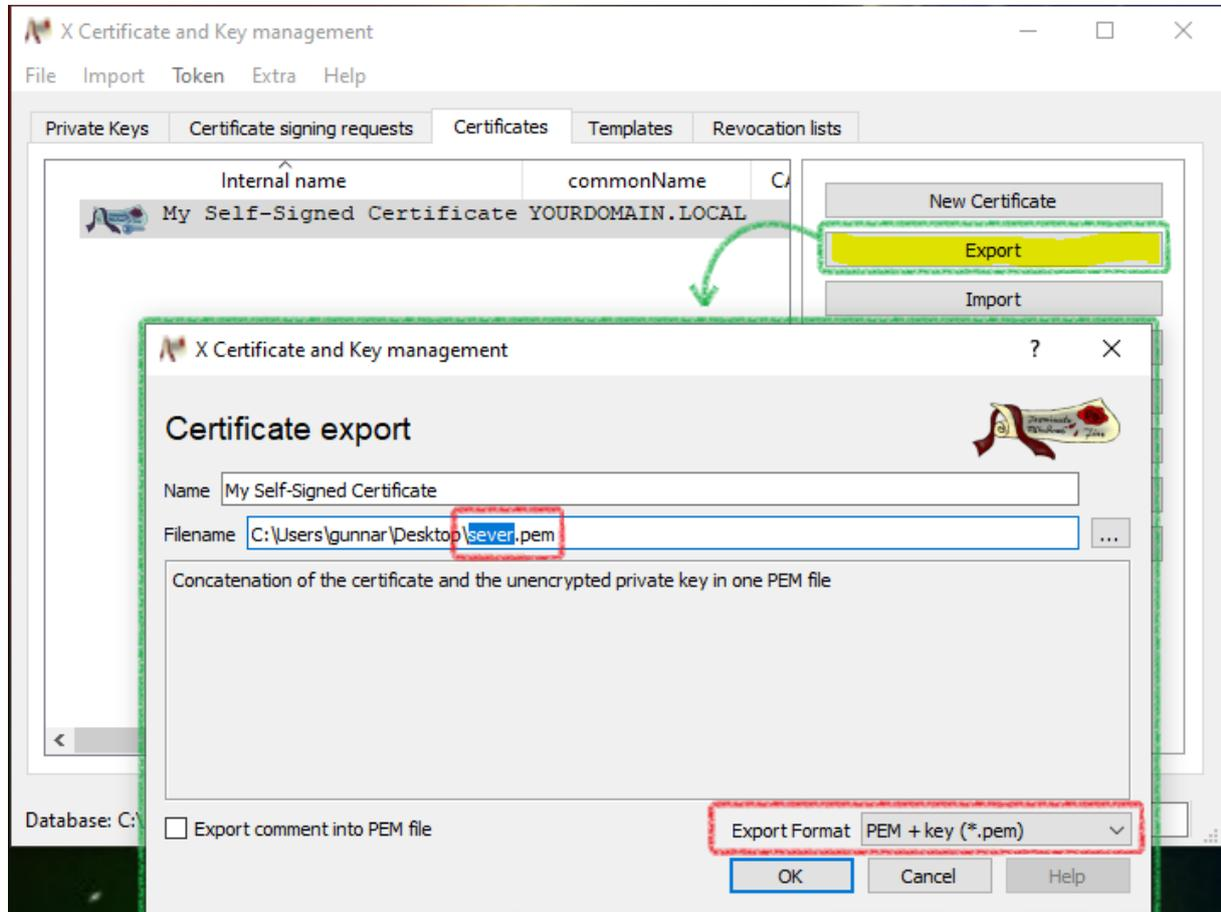 X Certificate and Key management
File Import Token Extra Help
Private Keys Certificate signing requests Certificates Templates Revocation lists
Internal name commonName CA
My Self-Signed Certificate YOURDOMAIN.LOCAL
New Certificate
Export
Import
X Certificate and Key management ?
Certificate export
Name My Self-Signed Certificate
Filename C:\Users\gunnar\Desktop\sever.pem ...
Concatenation of the certificate and the unencrypted private key in one PEM file
Database: C:\
Export comment into PEM file
Export Format PEM + key (*.pem)
OK Cancel Help